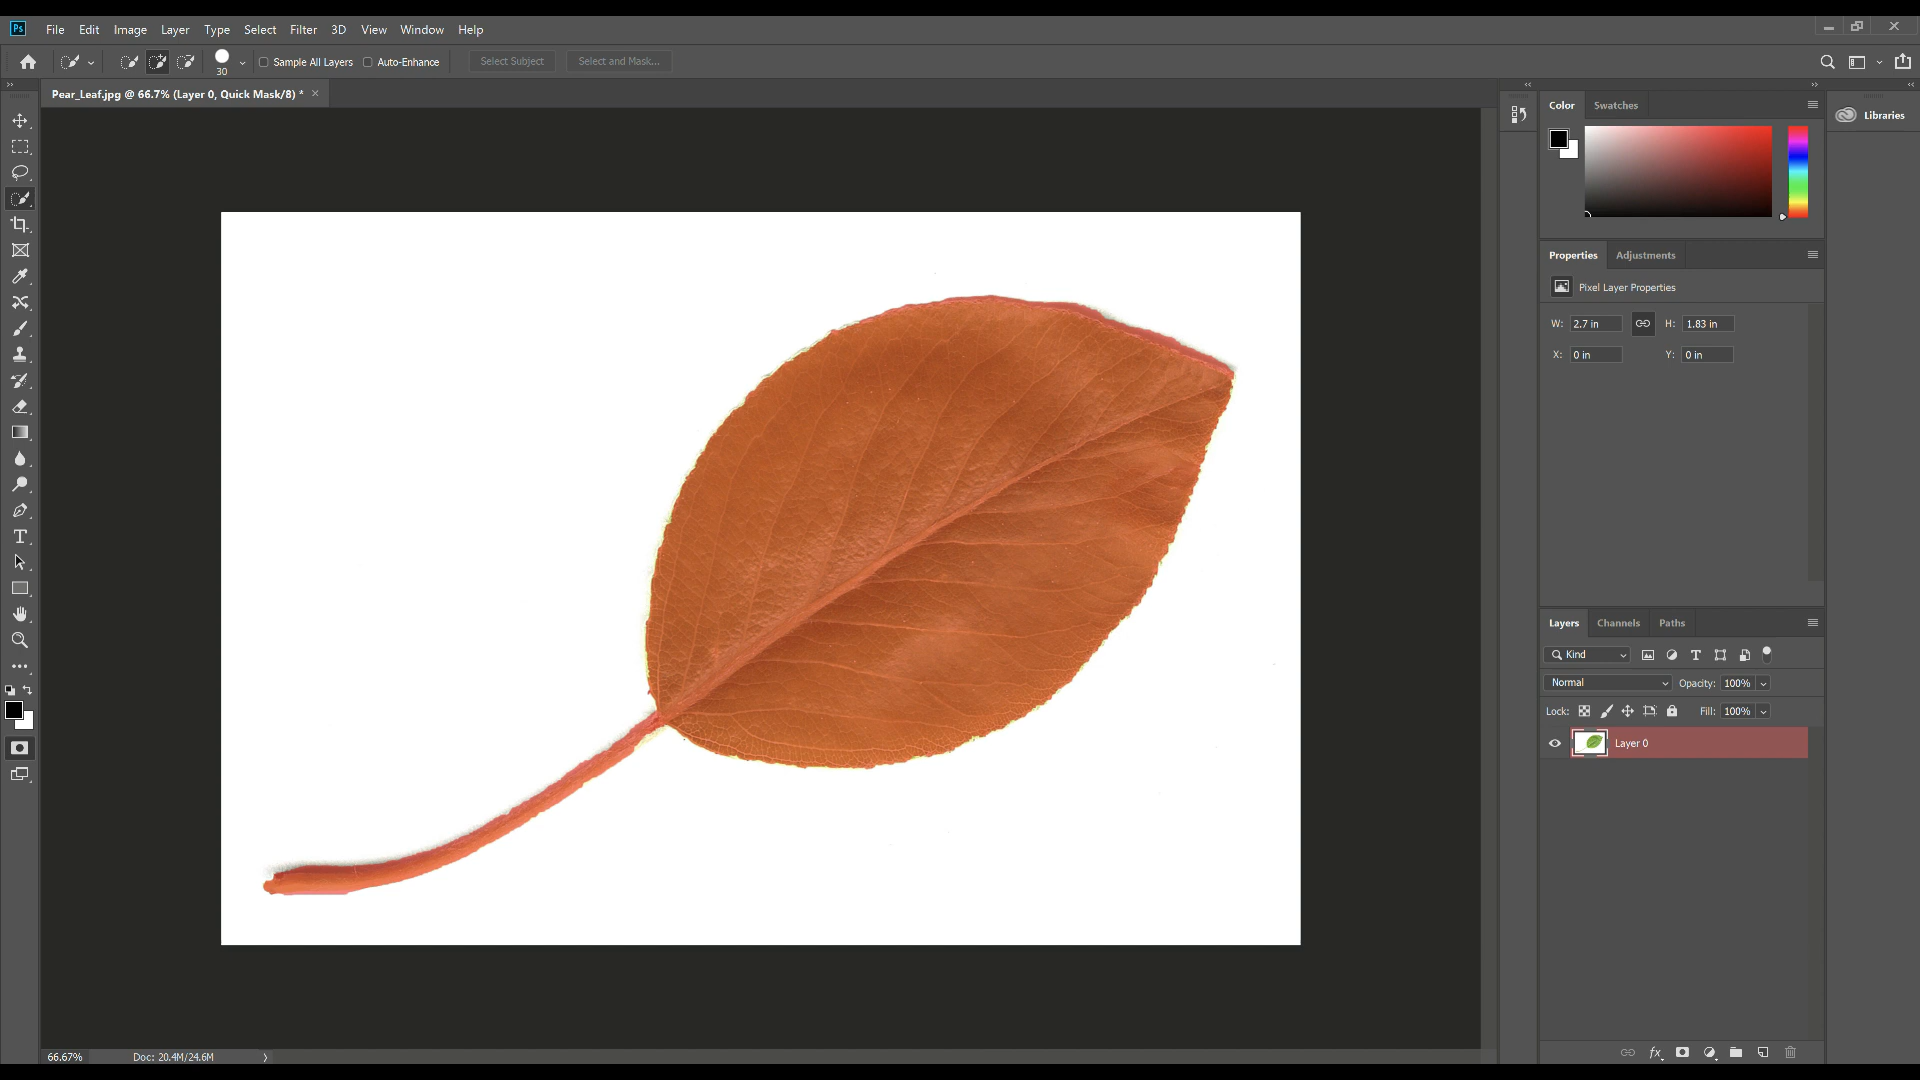 Ps File Edit Image Layer Type Select Filter 3D View Window Help
30 Sample All Layers Auto-Enhance Select Subject Select and Mask...
Pear_Leaf.jpg @ 66.7% (Layer 0, Quick Mask/8) *
Color Swatches
Libraries
Properties Adjustments
Pixel Layer Properties
W: 2.7 in H: 1.83 in
X: 0 in Y: 0 in
Layers Channels Paths
Kind
Normal Opacity: 100%
Lock: Fill: 100%
Layer 0
66.67% Doc: 20.4M/24.6M
fx